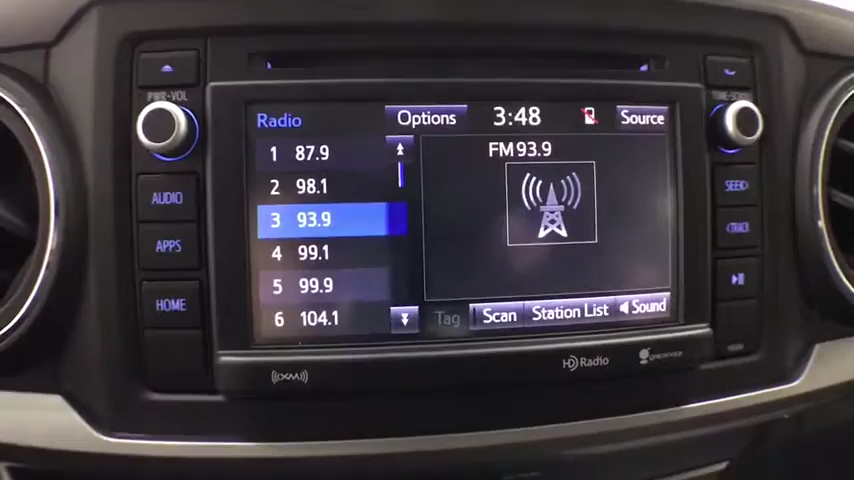 PWR•VOL
AUDIO
APPS
HOME
Radio
Options
3:48
Source
1 87.9
2 98.1
3 93.9
4 99.1
5 99.9
6 104.1
FM 93.9
Tag
Scan
Station List
Sound
SEEK
TRACK
((XM))
HD Radio